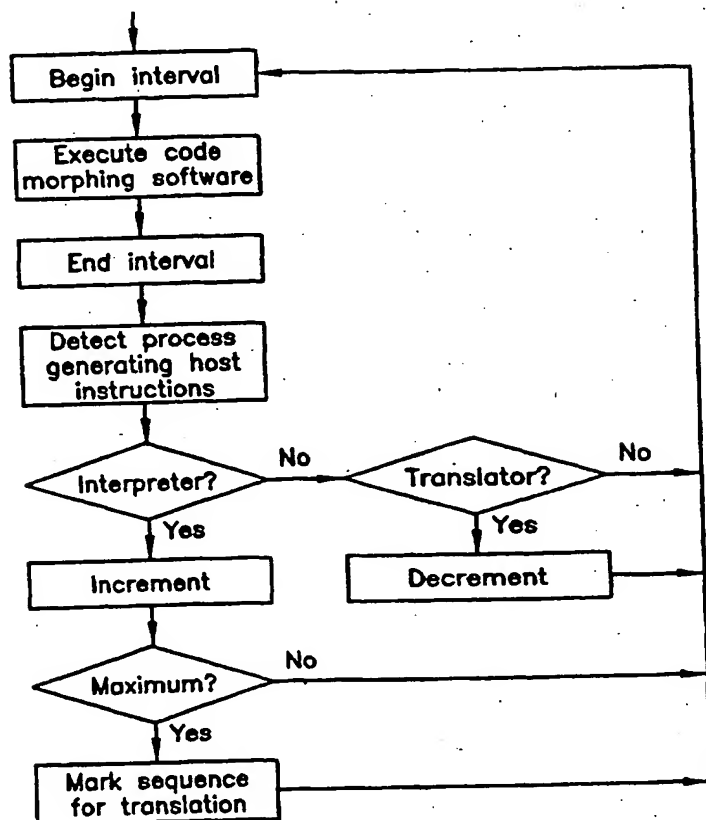 Begin interval
Execute code
morphing software
End interval
Detect process
generating host
instructions
Interpreter?
No
Translator?
No
Yes
Yes
Increment
Decrement
Maximum?
No
Yes
Mark sequence
for translation